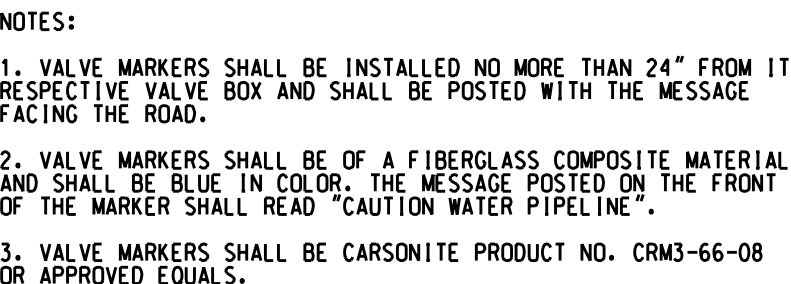 NOTES:
1. VALVE MARKERS SHALL BE INSTALLED NO MORE THAN 24" FROM IT
RESPECTIVE VALVE BOX AND SHALL BE POSTED WITH THE MESSAGE
FACING THE ROAD.
2. VALVE MARKERS SHALL BE OF A FIBERGLASS COMPOSITE MATERIAL
AND SHALL BE BLUE IN COLOR. THE MESSAGE POSTED ON THE FRONT
OF THE MARKER SHALL READ "CAUTION WATER PIPELINE".
3. VALVE MARKERS SHALL BE CARSONITE PRODUCT NO. CRM3-66-08
OR APPROVED EQUALS.